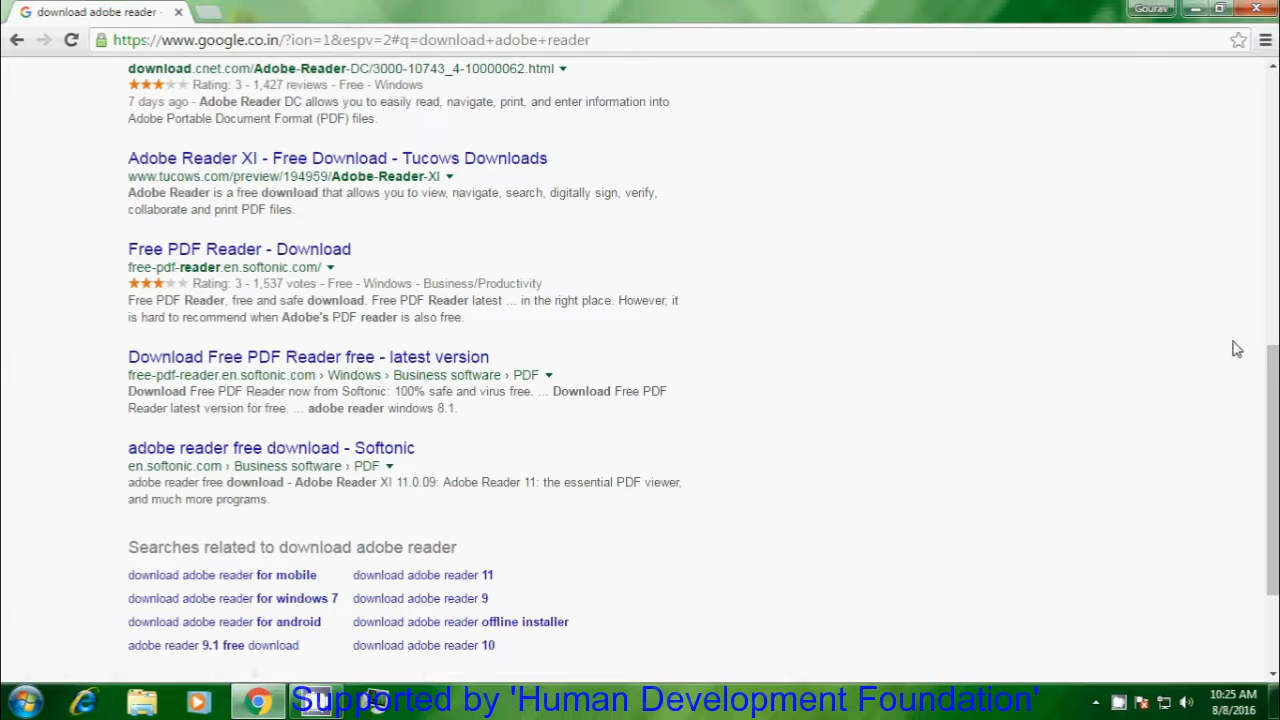 download adobe reader -
Gourav
https://www.google.co.in/?ion=1&espv=2#q=download+adobe+reader
download.cnet.com/Adobe-Reader-DC/3000-10743_4-10000062.html
Rating: 3 - 1,427 reviews - Free - Windows
7 days ago - Adobe Reader DC allows you to easily read, navigate, print, and enter information into
Adobe Portable Document Format (PDF) files.
Adobe Reader XI - Free Download - Tucows Downloads
www.tucows.com/preview/194959/Adobe-Reader-XI
Adobe Reader is a free download that allows you to view, navigate, search, digitally sign, verify,
collaborate and print PDF files.
Free PDF Reader - Download
free-pdf-reader.en.softonic.com/
Rating: 3 - 1,537 votes - Free - Windows - Business/Productivity
Free PDF Reader, free and safe download. Free PDF Reader latest ... in the right place. However, it
is hard to recommend when Adobe's PDF reader is also free.
Download Free PDF Reader free - latest version
free-pdf-reader.en.softonic.com › Windows › Business software › PDF
Download Free PDF Reader now from Softonic: 100% safe and virus free. ... Download Free PDF
Reader latest version for free. ... adobe reader windows 8.1.
adobe reader free download - Softonic
en.softonic.com › Business software › PDF
adobe reader free download - Adobe Reader XI 11.0.09: Adobe Reader 11: the essential PDF viewer,
and much more programs.
Searches related to download adobe reader
download adobe reader for mobile
download adobe reader 11
download adobe reader for windows 7
download adobe reader 9
download adobe reader for android
download adobe reader offline installer
adobe reader 9.1 free download
download adobe reader 10
Supported by 'Human Development Foundation'
10:25 AM
8/8/2016